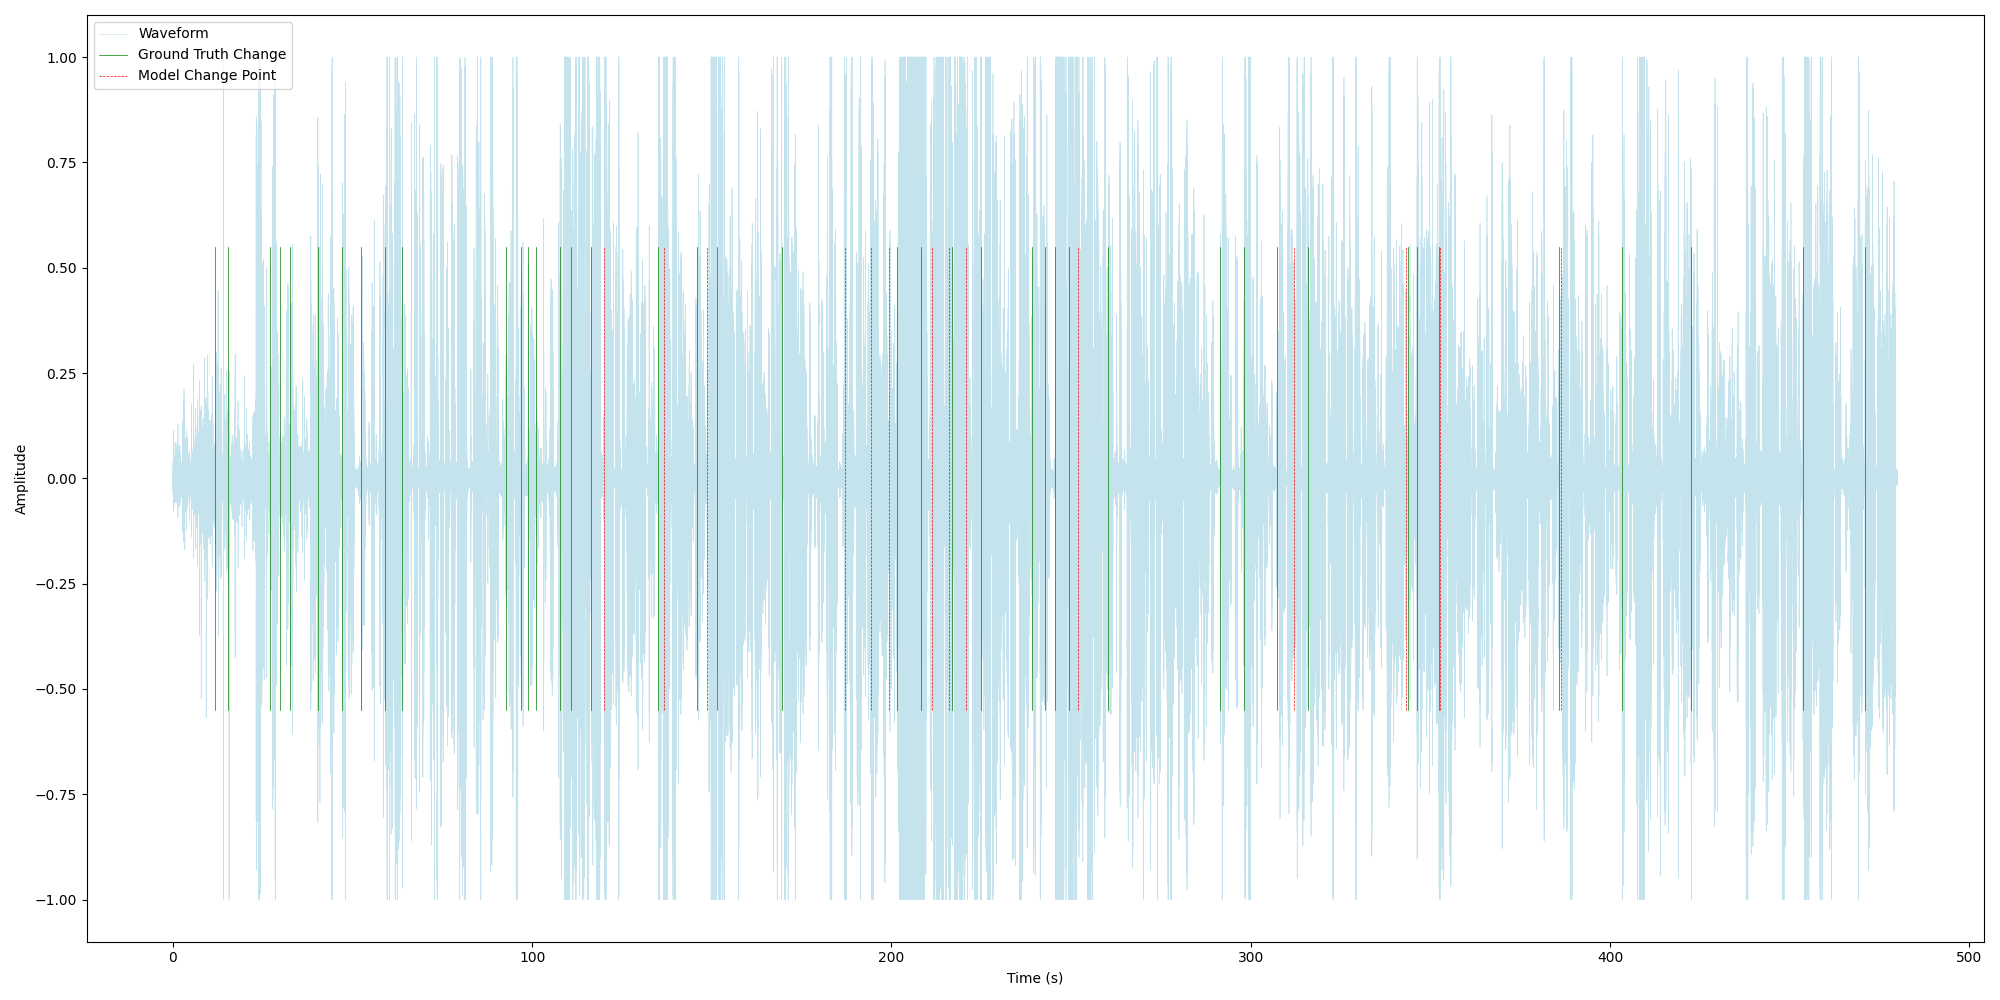 Waveform
Ground Truth Change
Model Change Point
1.00
0.75
0.50
0.25
0.00
−0.25
−0.50
−0.75
−1.00
Amplitude
0 100 200 300 400 500
Time (s)